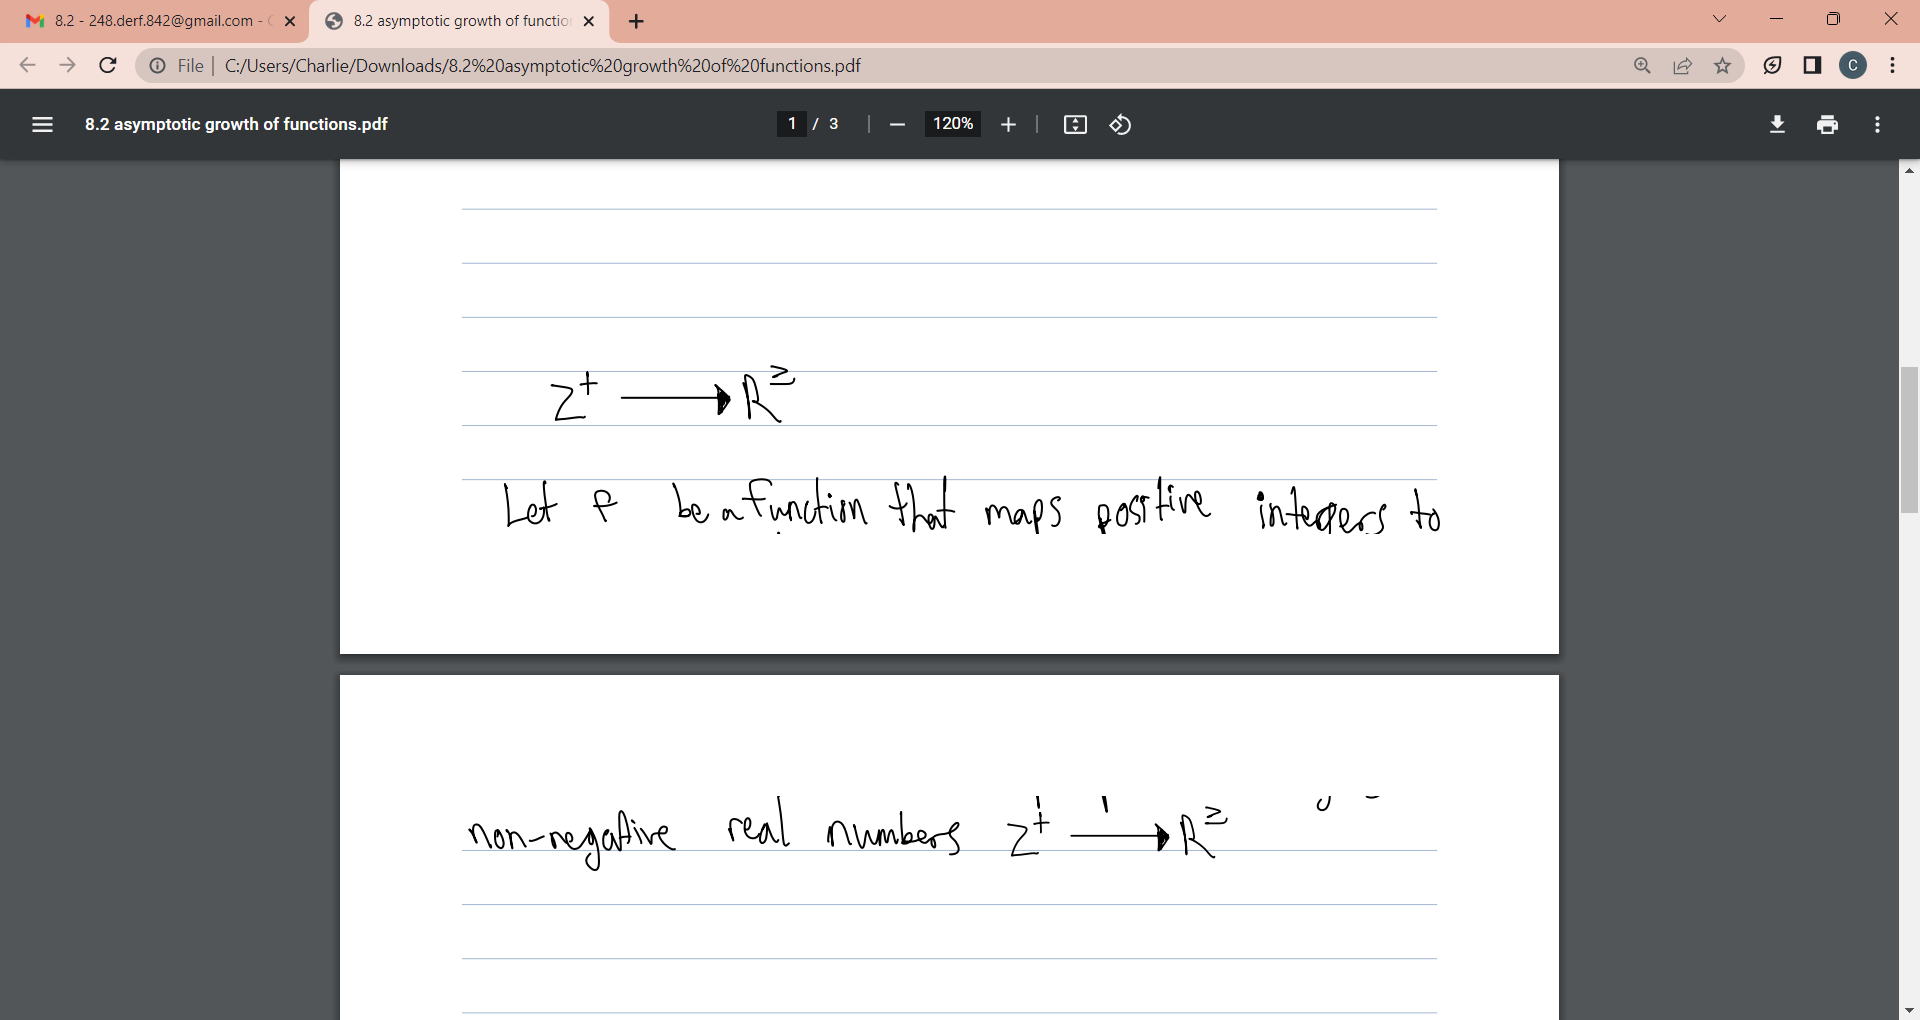 8.2 - 248.derf.842@gmail.com -
8.2 asymptotic growth of functio
File
C:/Users/Charlie/Downloads/8.2%20asymptotic%20growth%20of%20functions.pdf
C
8.2 asymptotic growth of functions.pdf
1 / 3
120%
Z⁺ → R≥
Let f be a function that maps positive integers to
non-negative real numbers Z⁺ → R≥